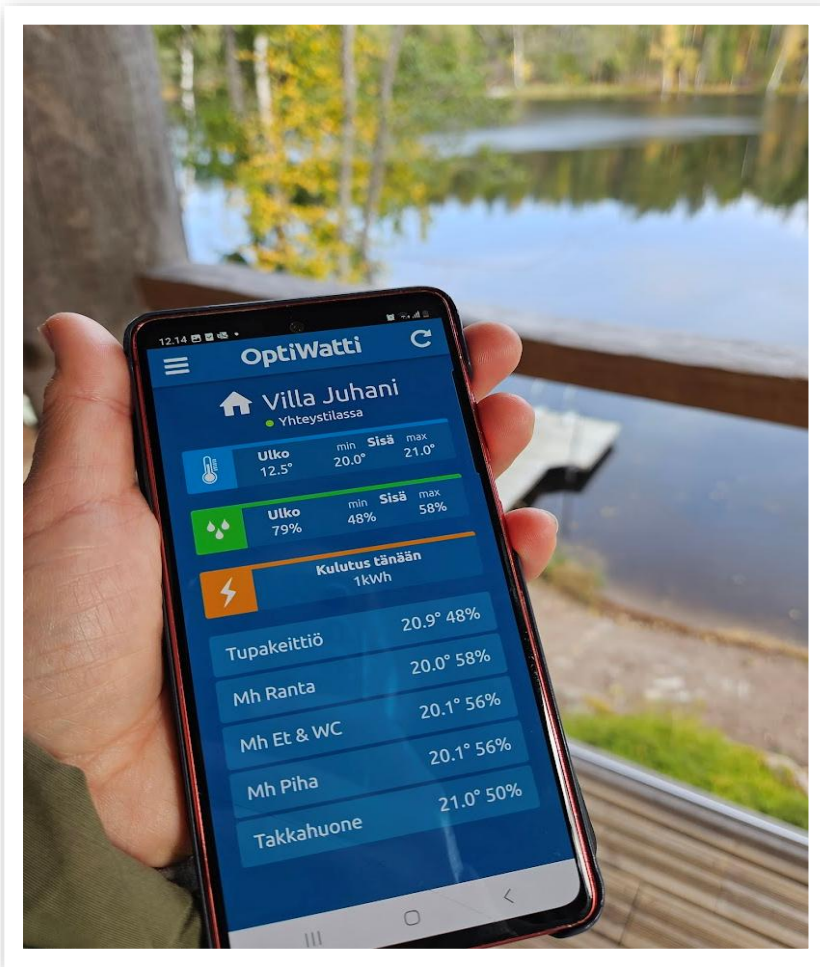 12.14
OptiWatti
Villa Juhani
Yhteystilassa
Ulko min Sisä max
12.5° 20.0° 21.0°
Ulko min Sisä max
79% 48% 58%
Kulutus tänään
1kWh
Tupakeittiö 20.9° 48%
Mh Ranta 20.0° 58%
Mh Et & WC 20.1° 56%
Mh Piha 20.1° 56%
Takkahuone 21.0° 50%